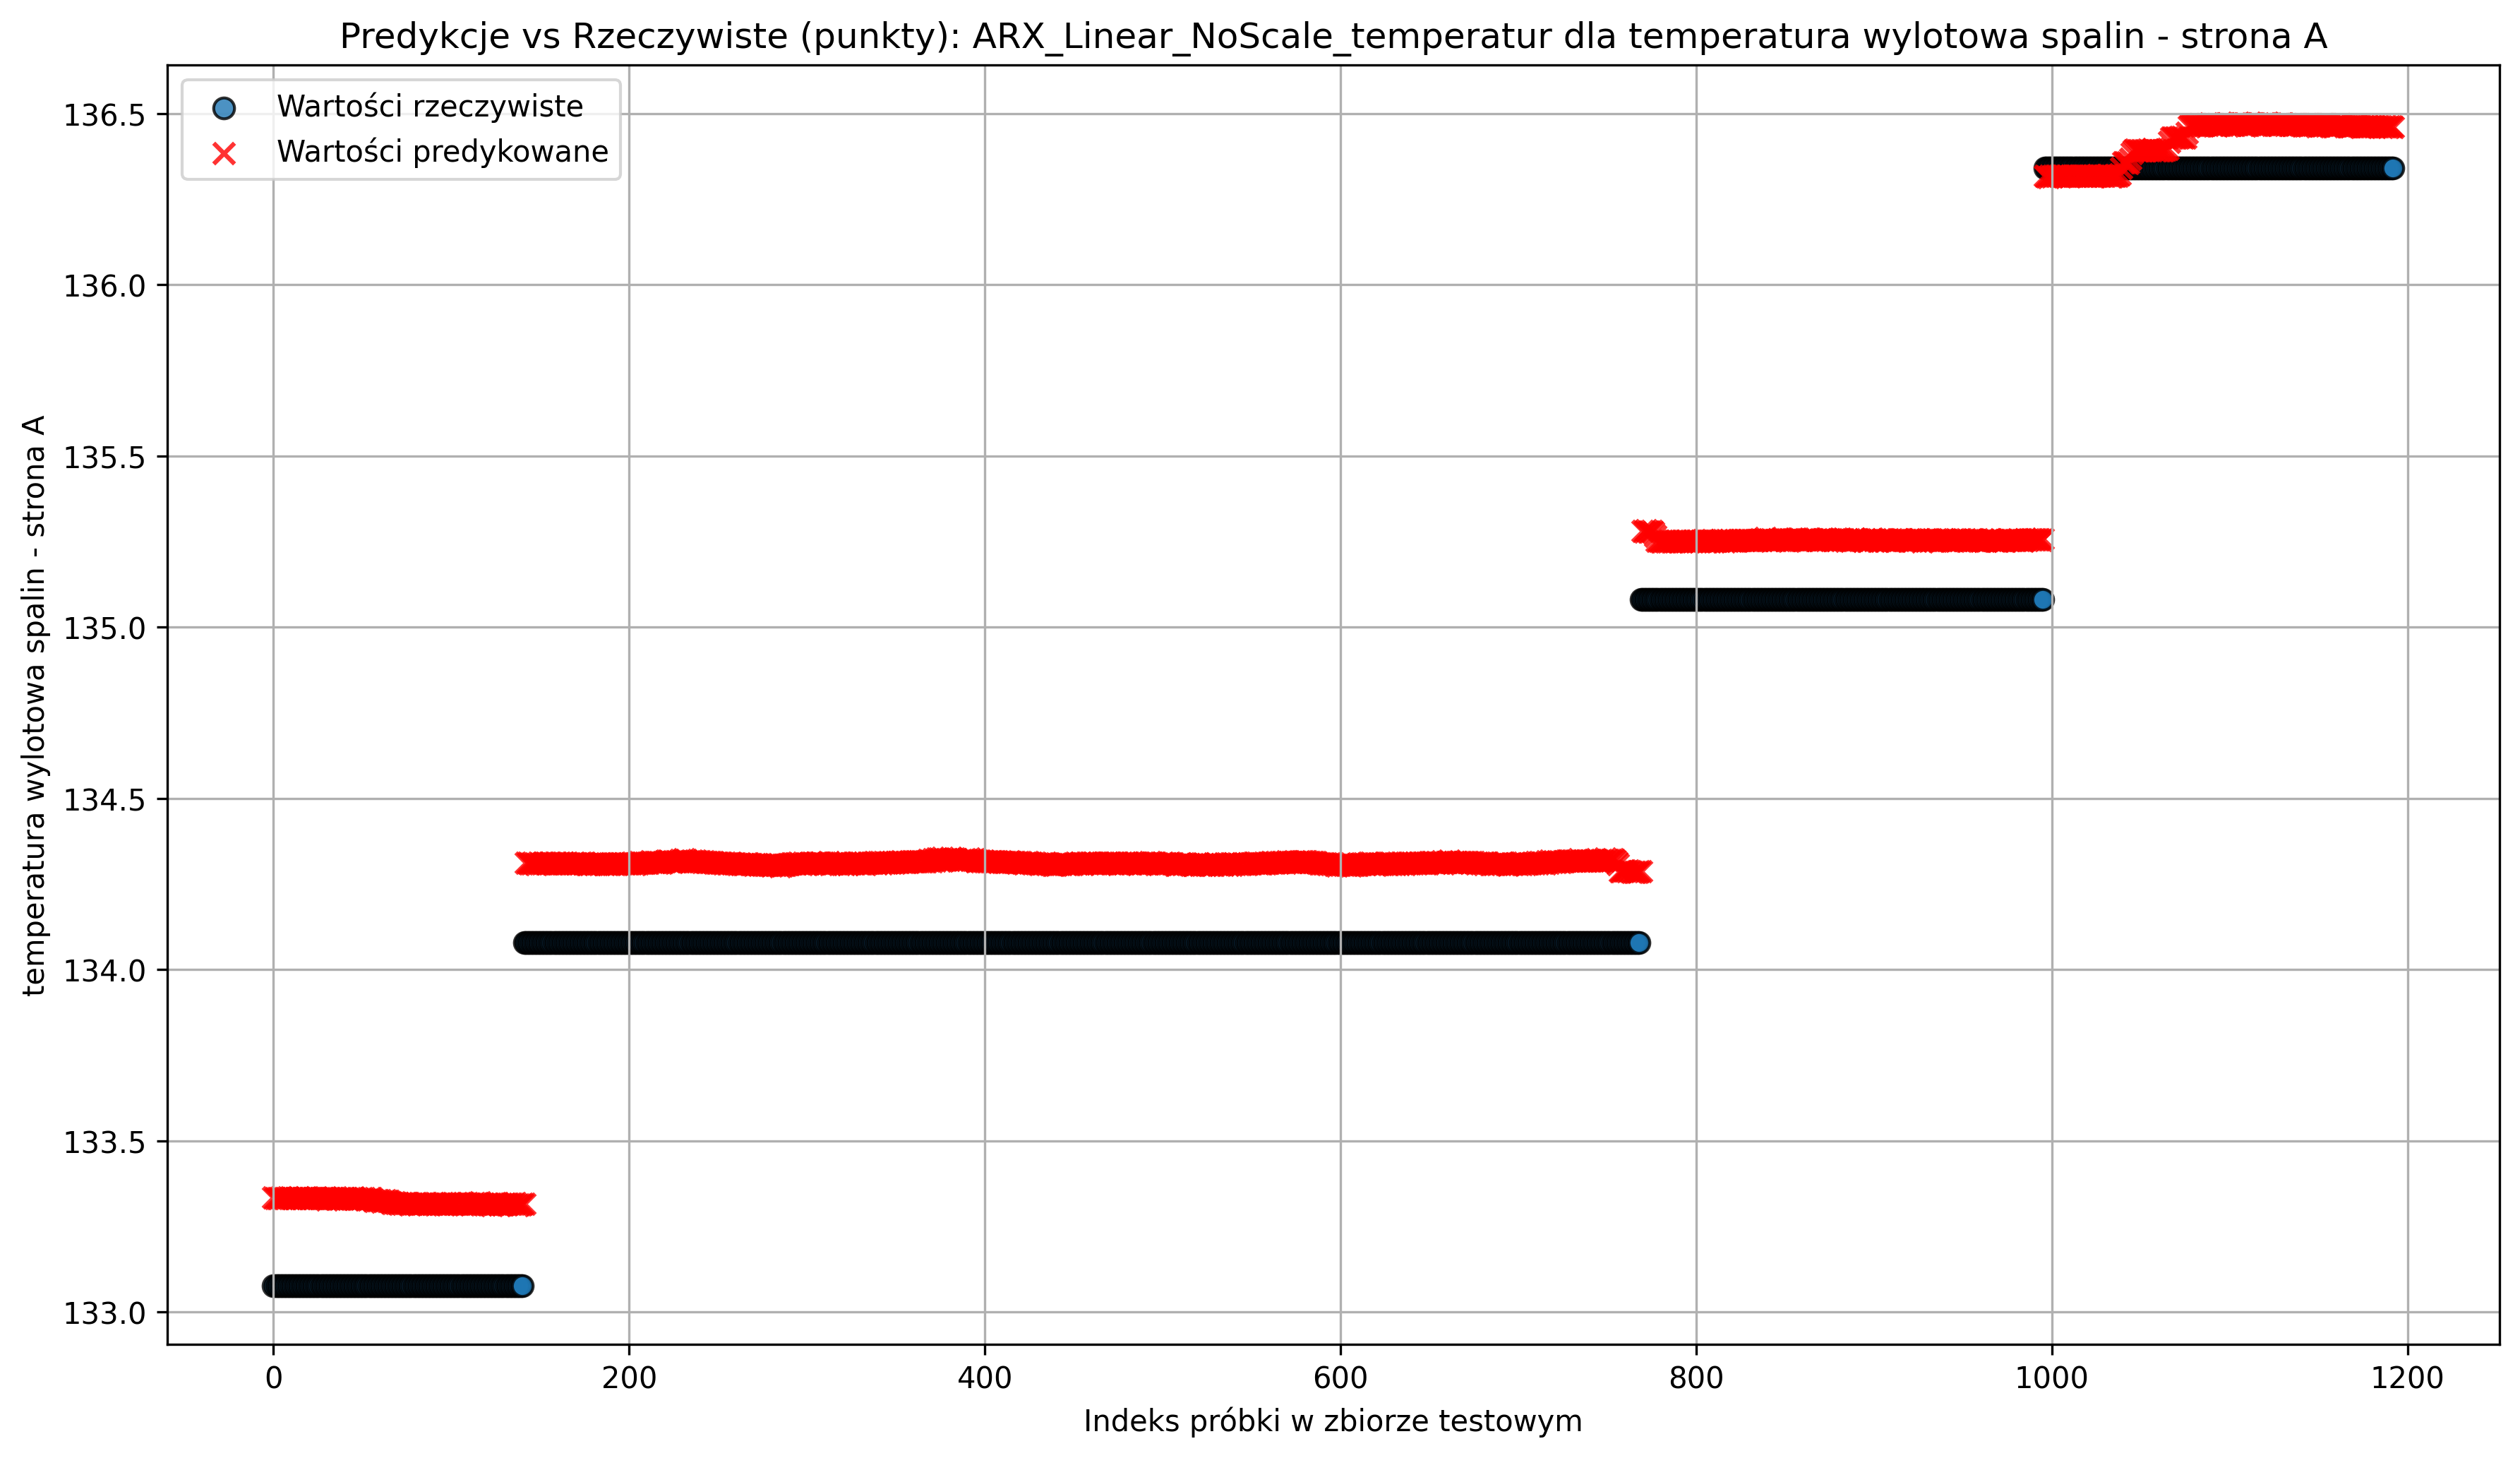 Predykcje vs Rzeczywiste (punkty): ARX_Linear_NoScale_temperatur dla temperatura wylotowa spalin - strona A
Wartości rzeczywiste
Wartości predykowane
temperatura wylotowa spalin - strona A
136.5
136.0
135.5
135.0
134.5
134.0
133.5
133.0
0 200 400 600 800 1000 1200
Indeks próbki w zbiorze testowym